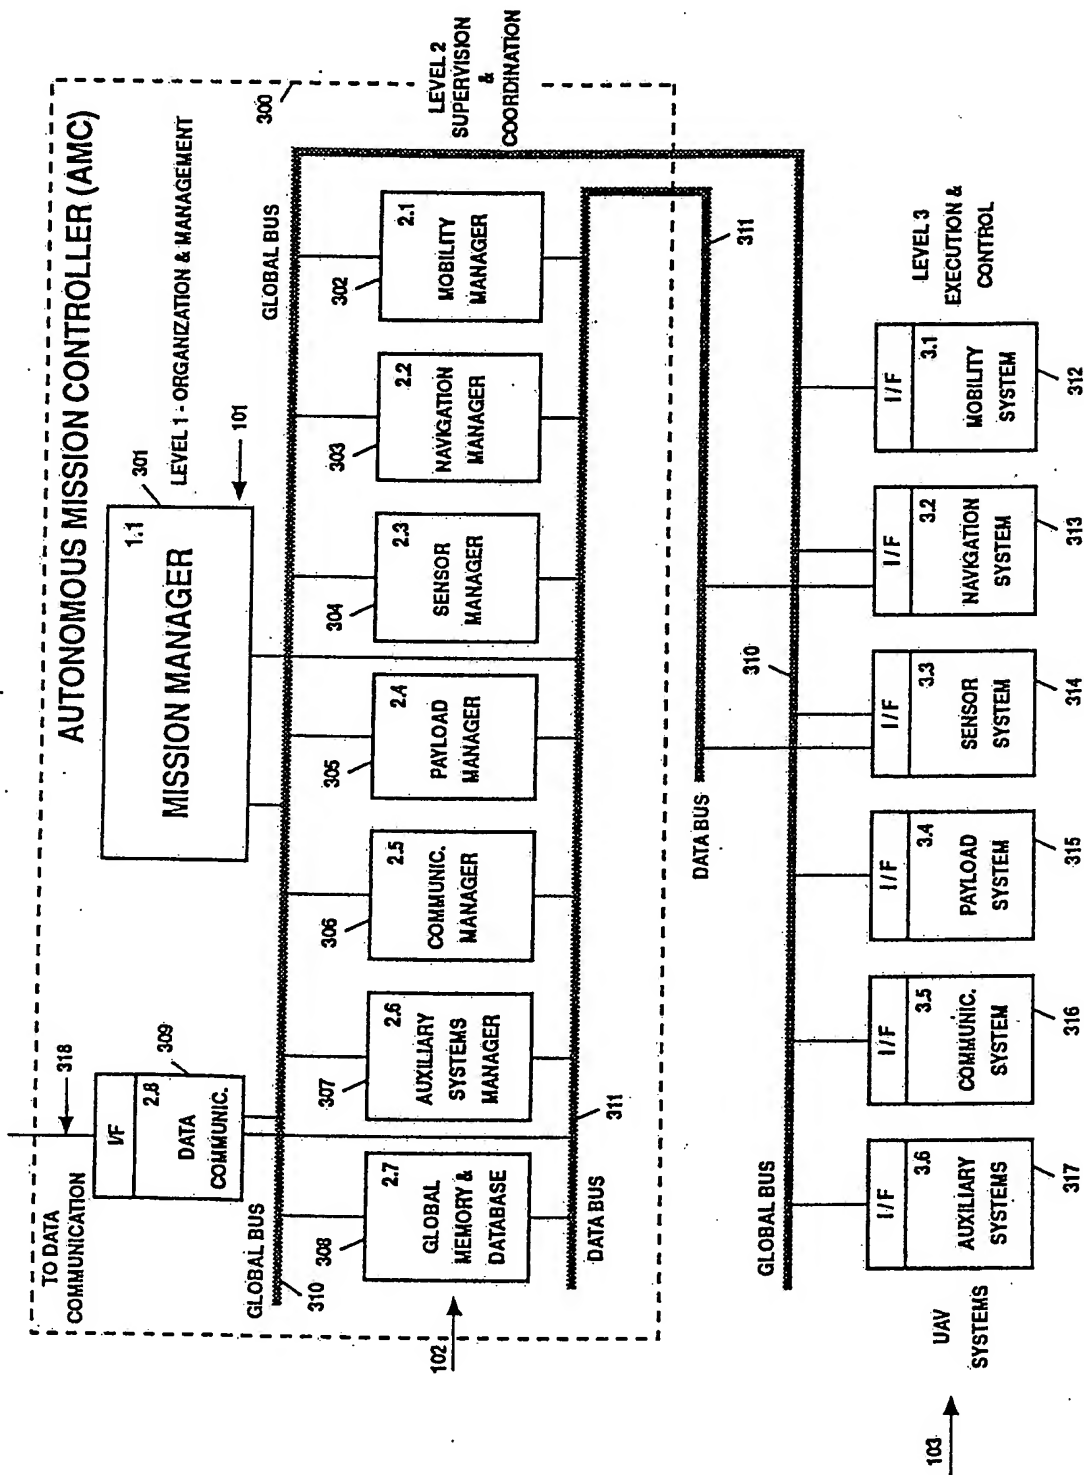 AUTONOMOUS MISSION CONTROLLER (AMC)
300
TO DATA
COMMUNICATION
318
I/F
2.8
DATA
COMMUNIC.
309
1.1
MISSION MANAGER
301
LEVEL 1 - ORGANIZATION & MANAGEMENT
101
GLOBAL BUS
310
GLOBAL BUS
LEVEL 2
SUPERVISION
&
COORDINATION
102
308
2.7
GLOBAL
MEMORY &
DATABASE
307
2.6
AUXILIARY
SYSTEMS
MANAGER
306
2.5
COMMUNIC.
MANAGER
305
2.4
PAYLOAD
MANAGER
304
2.3
SENSOR
MANAGER
303
2.2
NAVIGATION
MANAGER
302
2.1
MOBILITY
MANAGER
DATA BUS
311
DATA BUS
311
GLOBAL BUS
310
LEVEL 3
EXECUTION &
CONTROL
103
UAV
SYSTEMS
I/F
3.6
AUXILIARY
SYSTEMS
317
I/F
3.5
COMMUNIC.
SYSTEM
316
I/F
3.4
PAYLOAD
SYSTEM
315
I/F
3.3
SENSOR
SYSTEM
314
I/F
3.2
NAVIGATION
SYSTEM
313
I/F
3.1
MOBILITY
SYSTEM
312